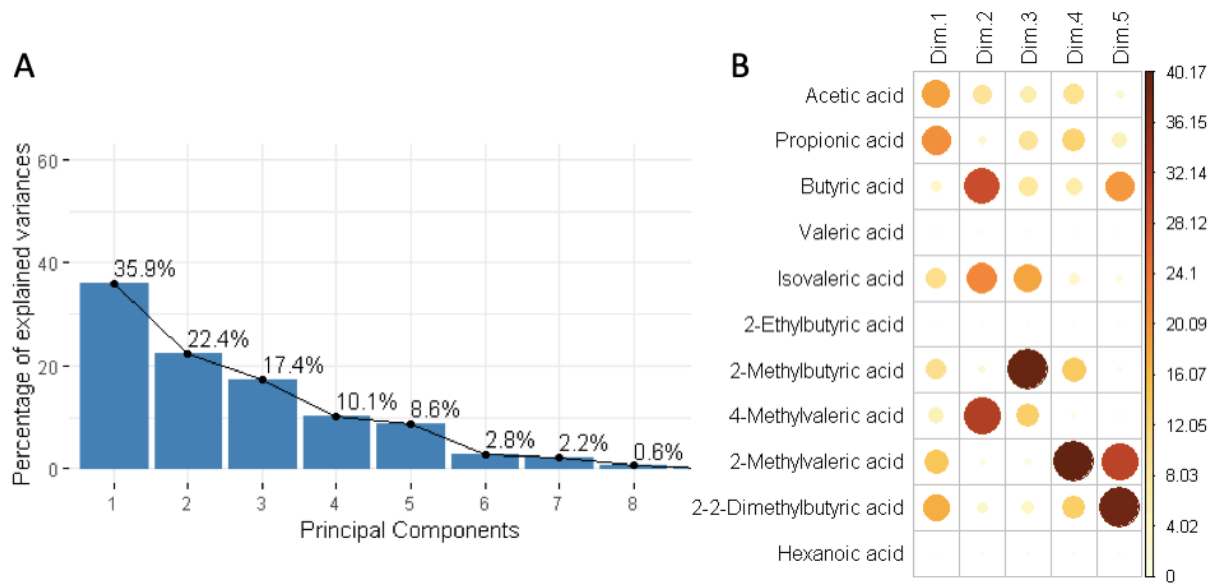 A
Percentage of explained variances
60
40
20
0
35.9%
22.4%
17.4%
10.1%
8.6%
2.8%
2.2%
0.6%
1 2 3 4 5 6 7 8
Principal Components
B
Dim.1 Dim.2 Dim.3 Dim.4 Dim.5
Acetic acid
Propionic acid
Butyric acid
Valeric acid
Isovaleric acid
2-Ethylbutyric acid
2-Methylbutyric acid
4-Methylvaleric acid
2-Methylvaleric acid
2-2-Dimethylbutyric acid
Hexanoic acid
40.17
36.15
32.14
28.12
24.1
20.09
16.07
12.05
8.03
4.02
0